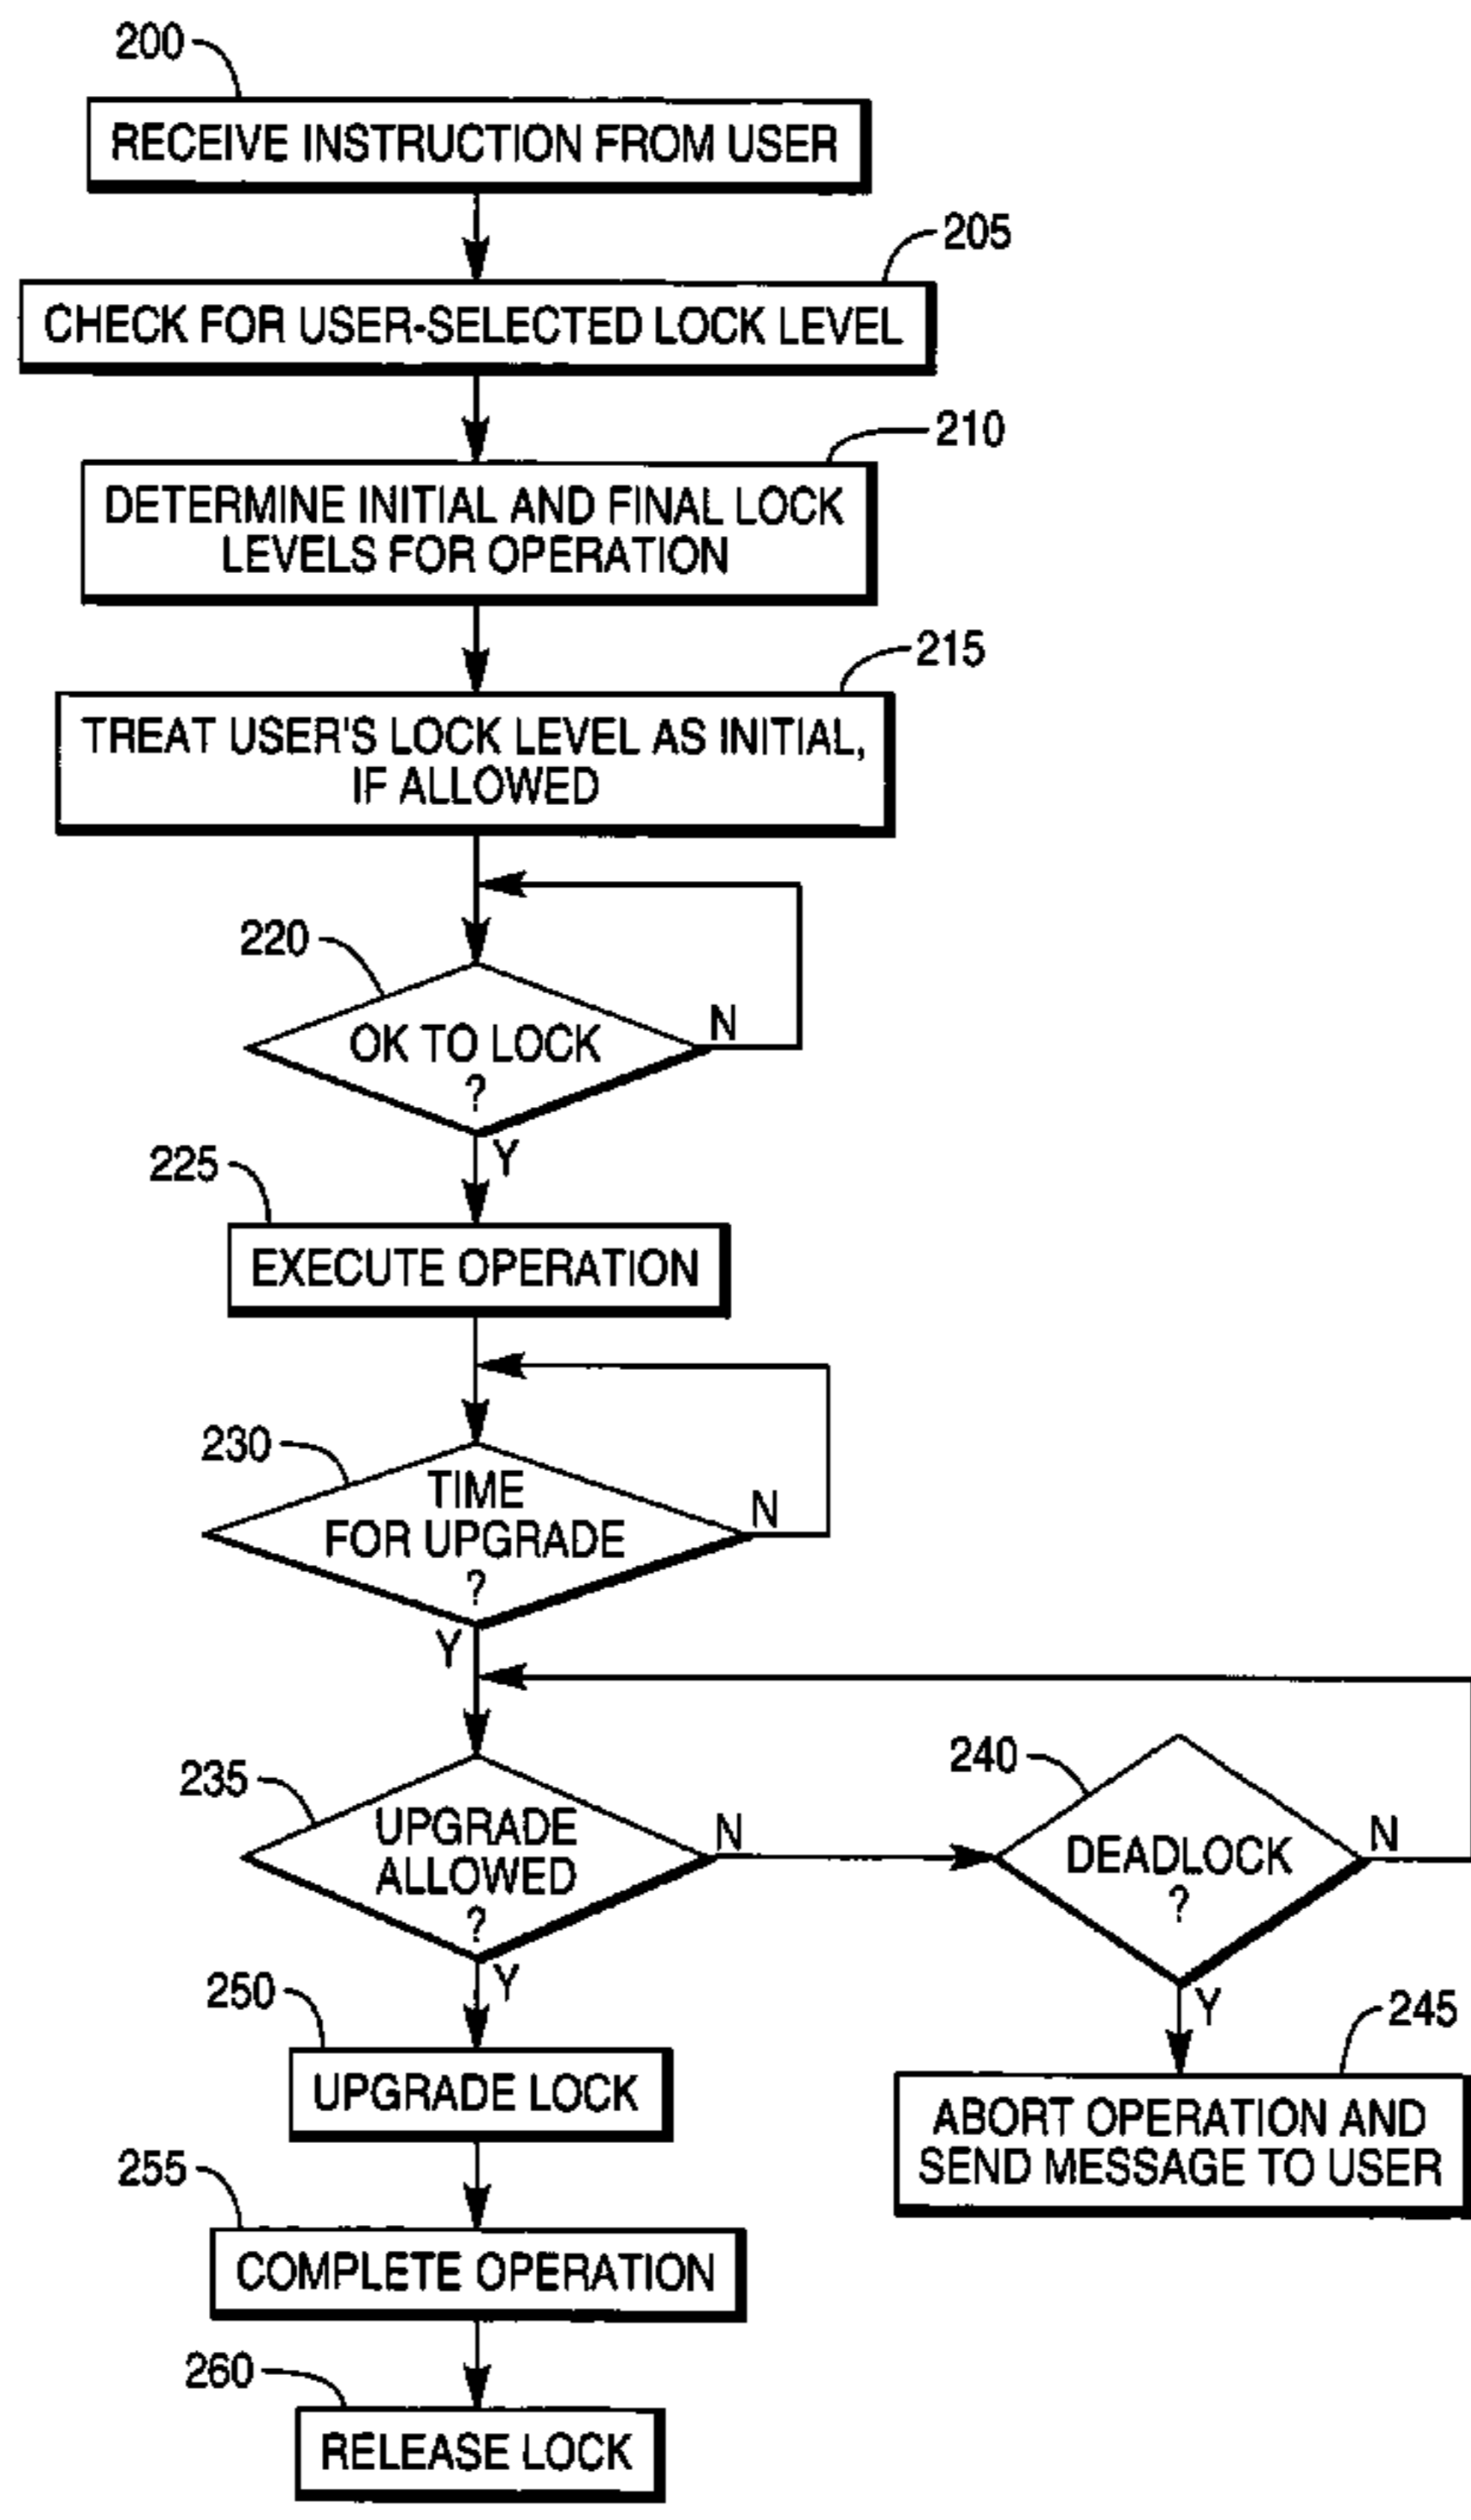 200
RECEIVE INSTRUCTION FROM USER
205
CHECK FOR USER-SELECTED LOCK LEVEL
210
DETERMINE INITIAL AND FINAL LOCK
LEVELS FOR OPERATION
215
TREAT USER'S LOCK LEVEL AS INITIAL,
IF ALLOWED
220
OK TO LOCK
?
N
Y
225
EXECUTE OPERATION
230
TIME
FOR UPGRADE
?
N
Y
235
UPGRADE
ALLOWED
?
N
Y
240
DEADLOCK
?
N
Y
245
ABORT OPERATION AND
SEND MESSAGE TO USER
250
UPGRADE LOCK
255
COMPLETE OPERATION
260
RELEASE LOCK